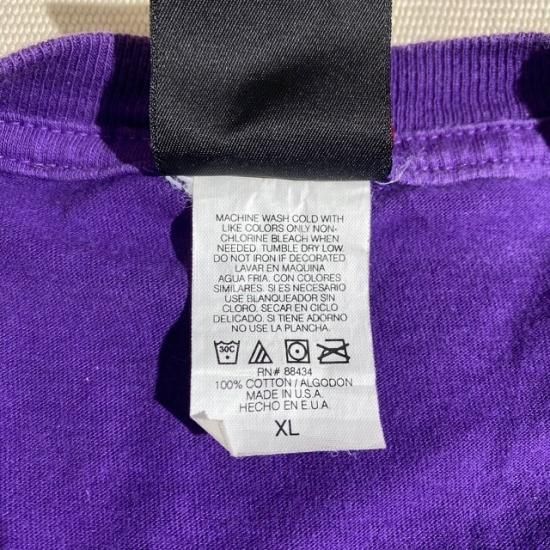 MACHINE WASH COLD WITH
LIKE COLORS ONLY NON-
CHLORINE BLEACH WHEN
NEEDED. TUMBLE DRY LOW.
DO NOT IRON IF DECORATED
LAVAR EN MAQUINA
AGUA FRIA. CON COLORES
SIMILARES. SI ES NECESARIO
USE BLANQUEADOR SIN
CLORO. SECAR EN CICLO
DELICADO. SI TIENE ADORNO
NO USE LA PLANCHA.
30C
RN# 88434
100% COTTON / ALGODON
MADE IN U.S.A.
HECHO EN E.U.A.
XL